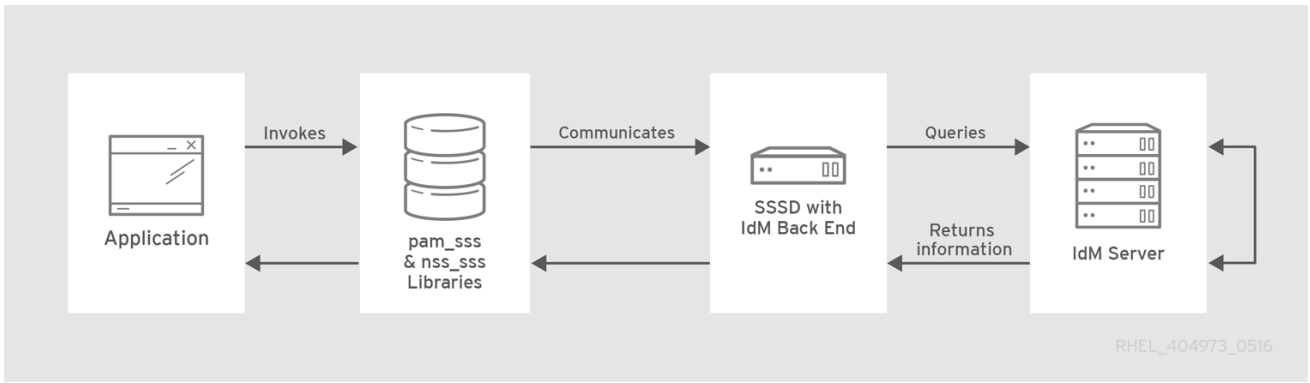 Invokes
Communicates
Queries
Application
pam_sss
& nss_sss
Libraries
SSSD with
IdM Back End
Returns
information
IdM Server
RHEL_404973_0516